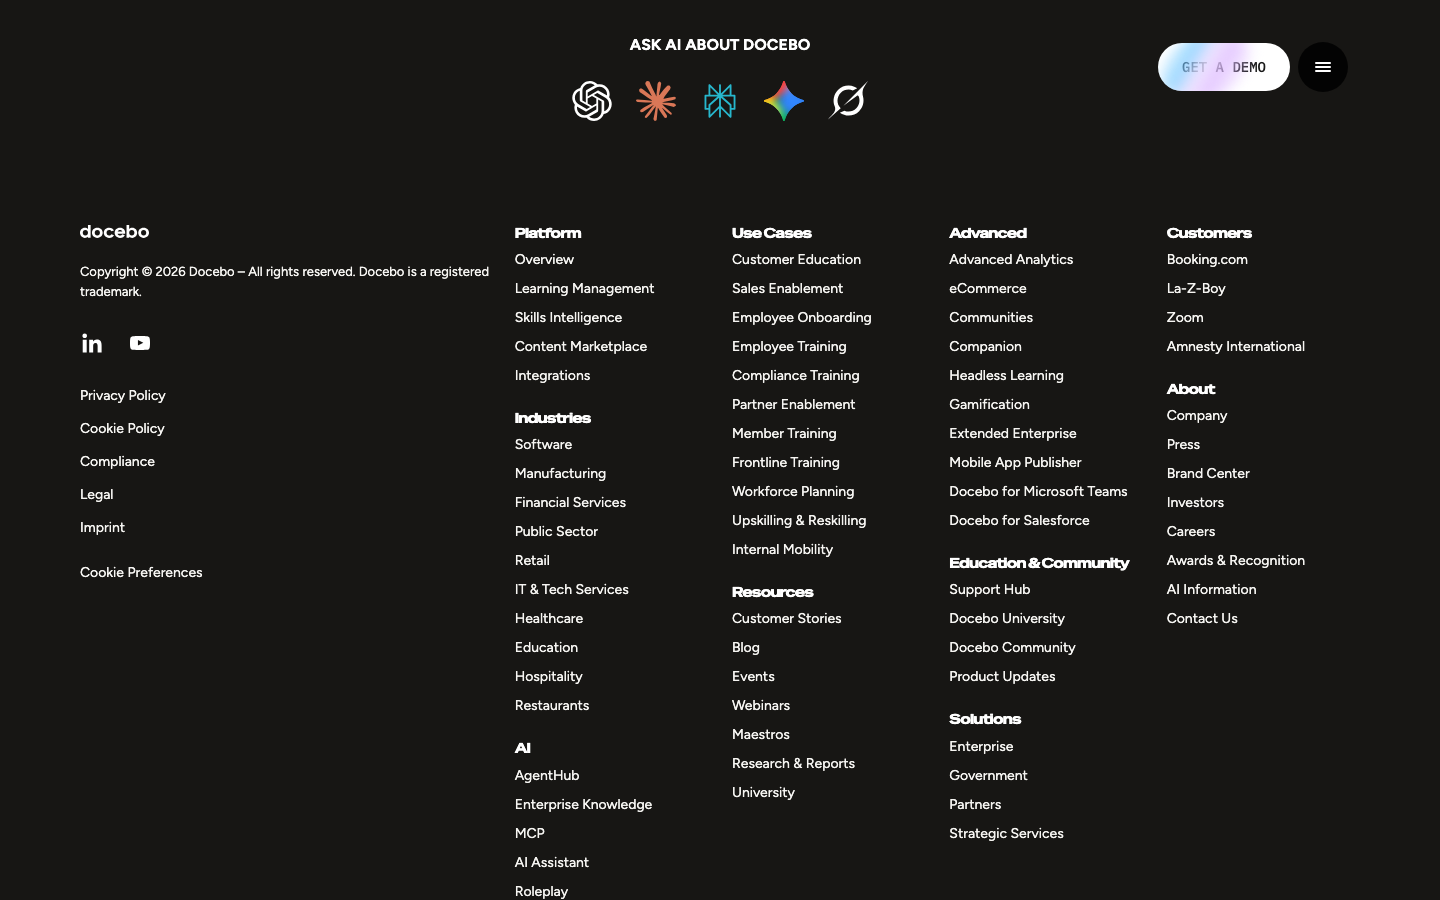 ASK AI ABOUT DOCEBO
GET A DEMO
docebo
Copyright © 2026 Docebo – All rights reserved. Docebo is a registered
trademark.
Privacy Policy
Cookie Policy
Compliance
Legal
Imprint
Cookie Preferences
Platform
Overview
Learning Management
Skills Intelligence
Content Marketplace
Integrations
Industries
Software
Manufacturing
Financial Services
Public Sector
Retail
IT & Tech Services
Healthcare
Education
Hospitality
Restaurants
AI
AgentHub
Enterprise Knowledge
MCP
AI Assistant
Roleplay
Use Cases
Customer Education
Sales Enablement
Employee Onboarding
Employee Training
Compliance Training
Partner Enablement
Member Training
Frontline Training
Workforce Planning
Upskilling & Reskilling
Internal Mobility
Resources
Customer Stories
Blog
Events
Webinars
Maestros
Research & Reports
University
Advanced
Advanced Analytics
eCommerce
Communities
Companion
Headless Learning
Gamification
Extended Enterprise
Mobile App Publisher
Docebo for Microsoft Teams
Docebo for Salesforce
Education & Community
Support Hub
Docebo University
Docebo Community
Product Updates
Solutions
Enterprise
Government
Partners
Strategic Services
Customers
Booking.com
La-Z-Boy
Zoom
Amnesty International
About
Company
Press
Brand Center
Investors
Careers
Awards & Recognition
AI Information
Contact Us